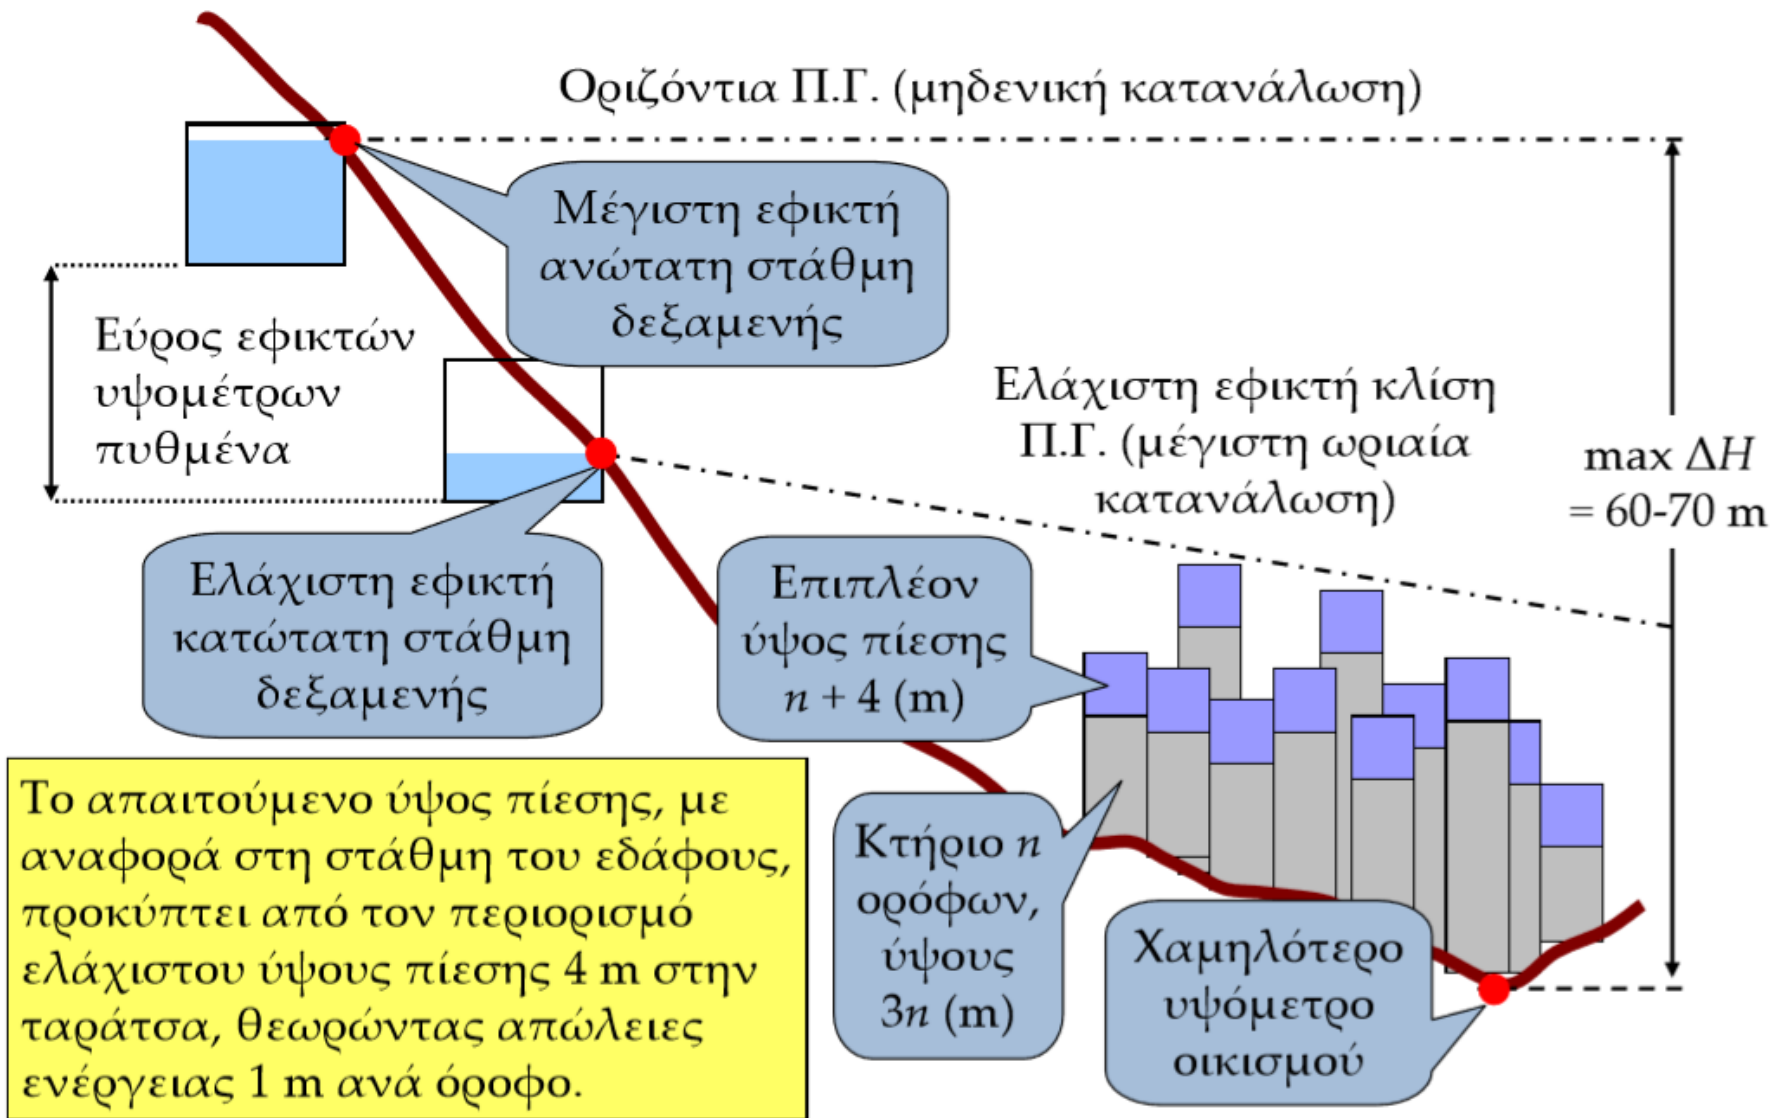 Οριζόντια Π.Γ. (μηδενική κατανάλωση)
Μέγιστη εφικτή
ανώτατη στάθμη
δεξαμενής
Εύρος εφικτών
υψομέτρων
πυθμένα
Ελάχιστη εφικτή κλίση
Π.Γ. (μέγιστη ωριαία
κατανάλωση)
max ΔH
= 60-70 m
Ελάχιστη εφικτή
κατώτατη στάθμη
δεξαμενής
Επιπλέον
ύψος πίεσης
n + 4 (m)
Το απαιτούμενο ύψος πίεσης, με
αναφορά στη στάθμη του εδάφους,
προκύπτει από τον περιορισμό
ελάχιστου ύψους πίεσης 4 m στην
ταράτσα, θεωρώντας απώλειες
ενέργειας 1 m ανά όροφο.
Κτήριο n
ορόφων,
ύψους
3n (m)
Χαμηλότερο
υψόμετρο
οικισμού